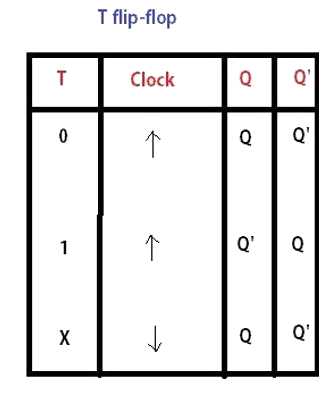 T flip-flop
T Clock Q Q'
0 ↑ Q Q'
1 ↑ Q' Q
X ↓ Q Q'